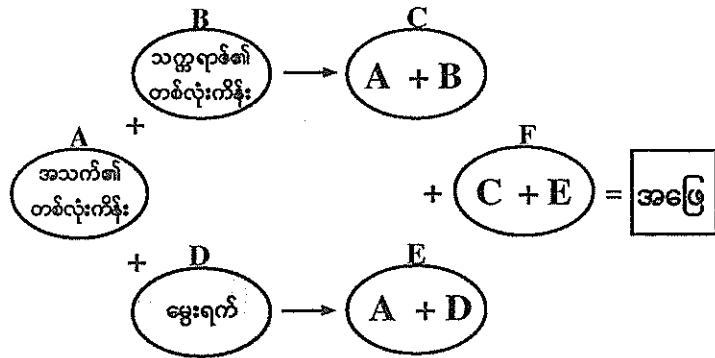 B
သက္ကရာဇ်၏
တစ်လုံးကိန်း
C
A + B
+
A
အသက်၏
တစ်လုံးကိန်း
F
+ C + E = အဖြေ
+
D
မွေးရက်
E
A + D